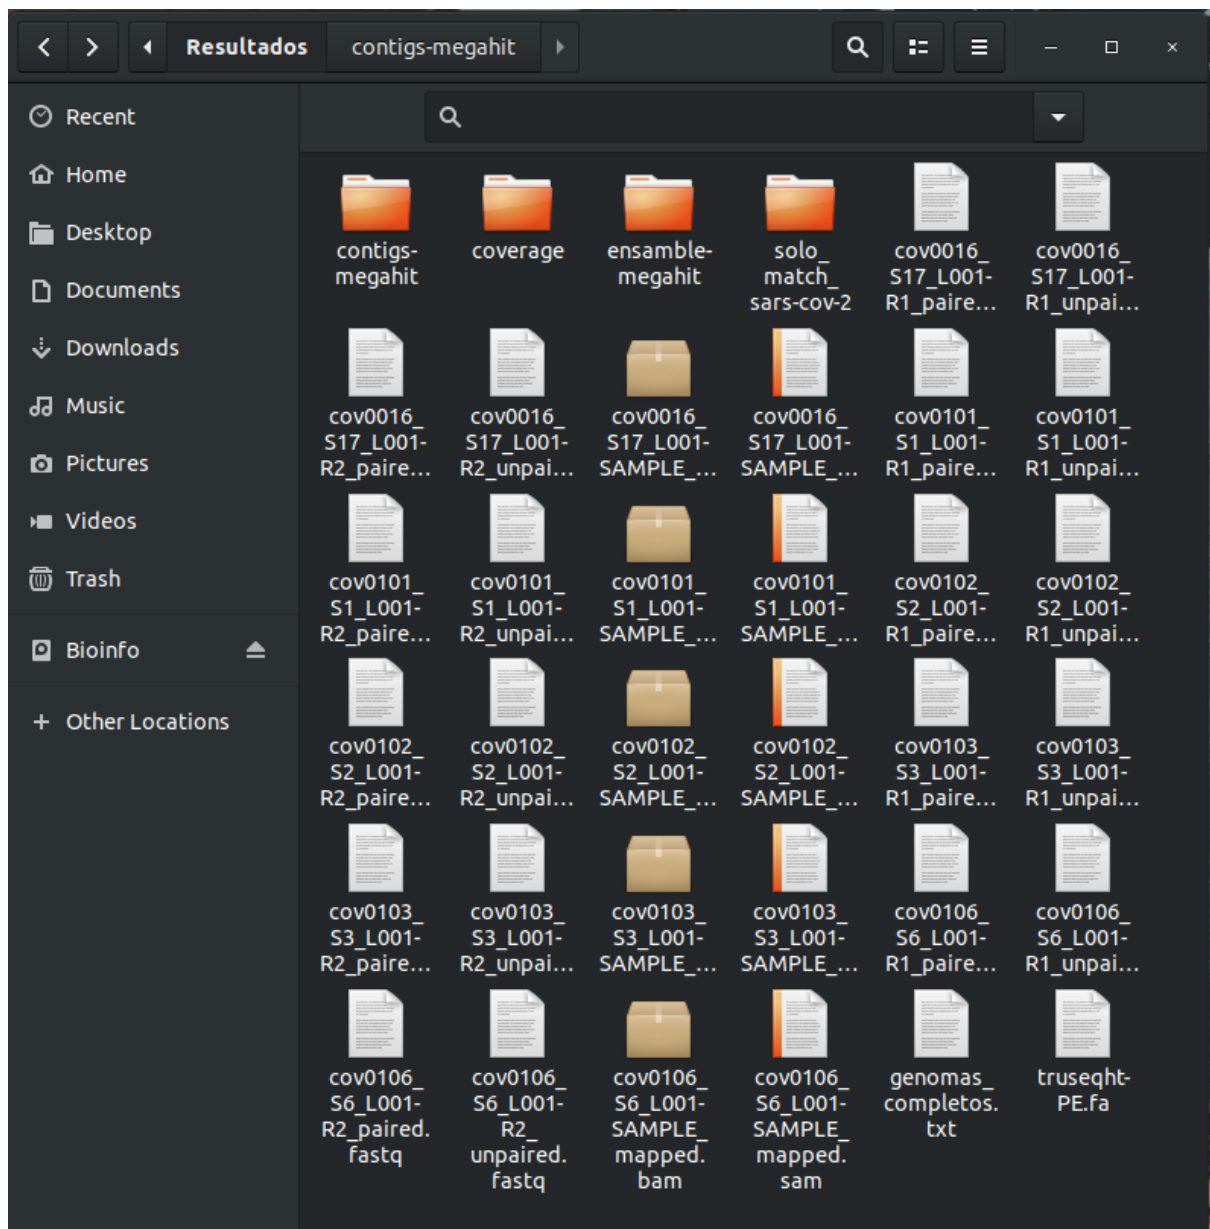 Resultados contigs-megahit
Recent
Home
Desktop
Documents
Downloads
Music
Pictures
Videos
Trash
Bioinfo
+ Other Locations
contigs-
megahit
coverage
ensamble-
megahit
solo_
match_
sars-cov-2
cov0016_
S17_L001-
R1_paire...
cov0016_
S17_L001-
R1_unpai...
cov0016_
S17_L001-
R2_paire...
cov0016_
S17_L001-
R2_unpai...
cov0016_
S17_L001-
SAMPLE_...
cov0016_
S17_L001-
SAMPLE_...
cov0101_
S1_L001-
R1_paire...
cov0101_
S1_L001-
R1_unpai...
cov0101_
S1_L001-
R2_paire...
cov0101_
S1_L001-
R2_unpai...
cov0101_
S1_L001-
SAMPLE_...
cov0101_
S1_L001-
SAMPLE_...
cov0102_
S2_L001-
R1_paire...
cov0102_
S2_L001-
R1_unpai...
cov0102_
S2_L001-
R2_paire...
cov0102_
S2_L001-
R2_unpai...
cov0102_
S2_L001-
SAMPLE_...
cov0102_
S2_L001-
SAMPLE_...
cov0103_
S3_L001-
R1_paire...
cov0103_
S3_L001-
R1_unpai...
cov0103_
S3_L001-
R2_paire...
cov0103_
S3_L001-
R2_unpai...
cov0103_
S3_L001-
SAMPLE_...
cov0103_
S3_L001-
SAMPLE_...
cov0106_
S6_L001-
R1_paire...
cov0106_
S6_L001-
R1_unpai...
cov0106_
S6_L001-
R2_paired.
fastq
cov0106_
S6_L001-
R2_
unpaired.
fastq
cov0106_
S6_L001-
SAMPLE_
mapped.
bam
cov0106_
S6_L001-
SAMPLE_
mapped.
sam
genomas_
completos.
txt
truseqht-
PE.fa